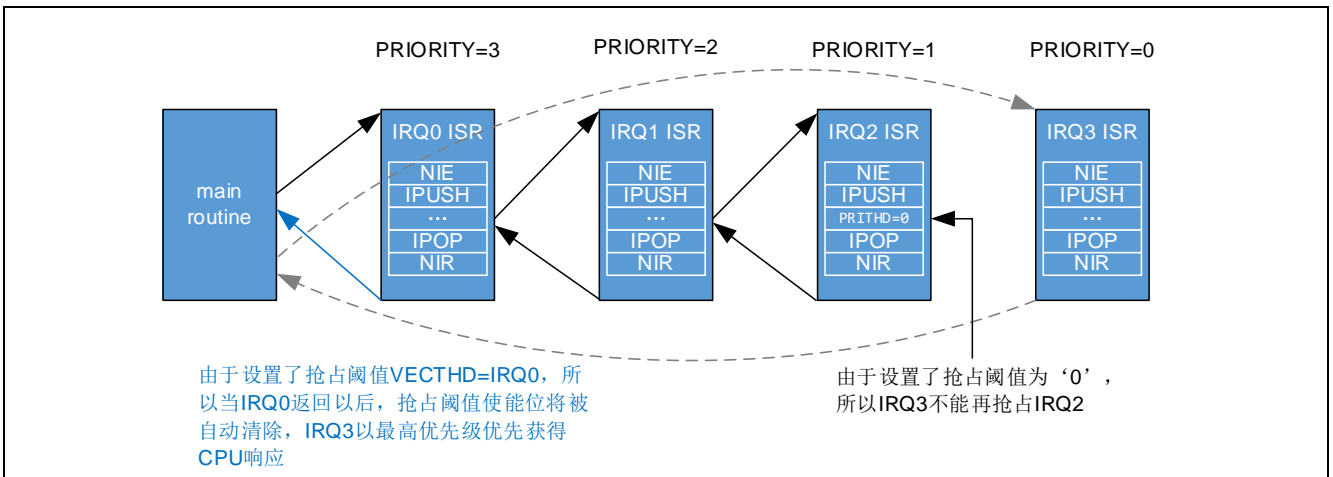 PRIORITY=3
PRIORITY=2
PRIORITY=1
PRIORITY=0
main
routine
IRQ0 ISR
NIE
IPUSH
...
IPOP
NIR
IRQ1 ISR
NIE
IPUSH
...
IPOP
NIR
IRQ2 ISR
NIE
IPUSH
PRITHD=0
IPOP
NIR
IRQ3 ISR
NIE
IPUSH
...
IPOP
NIR
由于设置了抢占阈值VECTHD=IRQ0，所
以当IRQ0返回以后，抢占阈值使能位将被
自动清除，IRQ3以最高优先级优先获得
CPU响应
由于设置了抢占阈值为‘0’，
所以IRQ3不能再抢占IRQ2